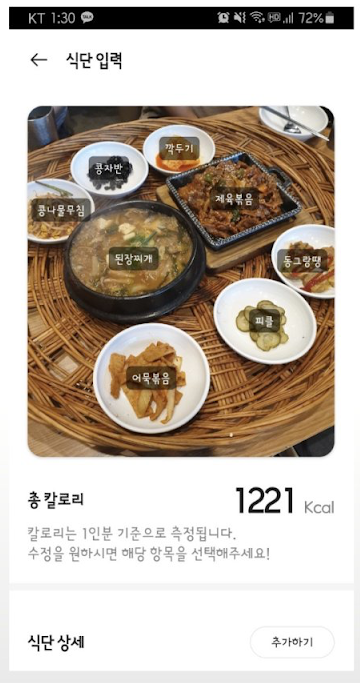 KT 1:30 TALK HD 72%
식단 입력
깍두기
콩자반
제육볶음
콩나물무침
된장찌개
동그랑땡
피클
어묵볶음
총 칼로리 1221 Kcal
칼로리는 1인분 기준으로 측정됩니다.
수정을 원하시면 해당 항목을 선택해주세요!
식단 상세 추가하기